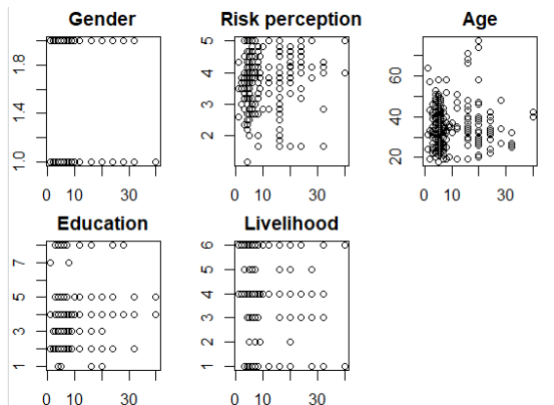 Gender
1.0 1.4 1.8
0 10 30
Risk perception
2 3 4 5
0 10 30
Age
20 40 60
0 10 30
Education
1 3 5 7
0 10 30
Livelihood
1 2 3 4 5 6
0 10 30